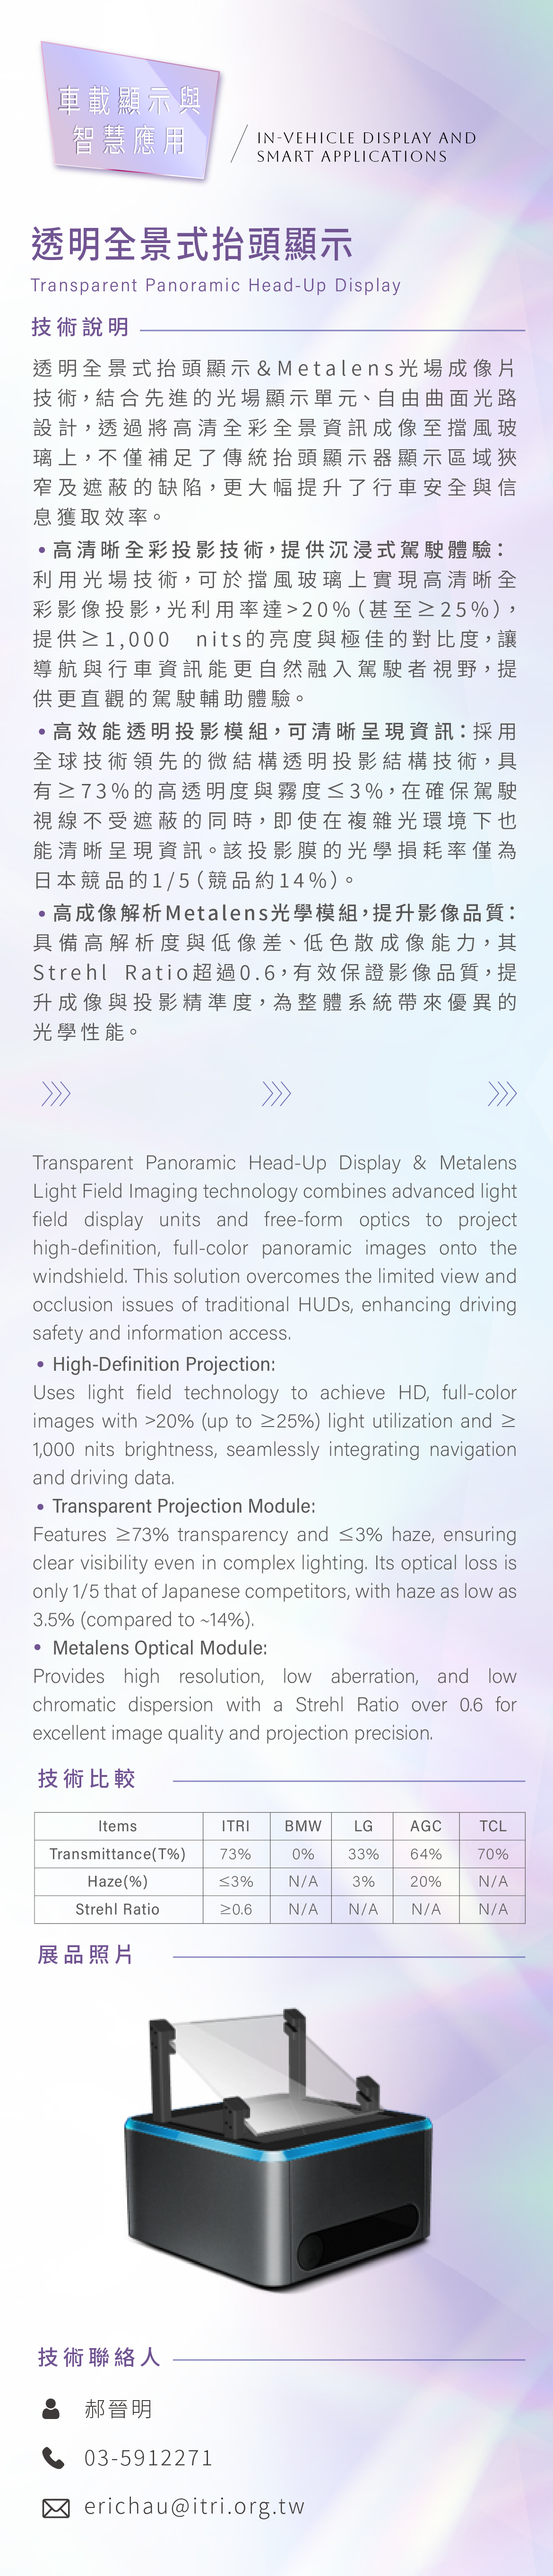 車載顯示與
智慧應用
IN-VEHICLE DISPLAY AND
SMART APPLICATIONS
透明全景式抬頭顯示
Transparent Panoramic Head-Up Display
技術說明
透明全景式抬頭顯示&Metalens光場成像片
技術，結合先進的光場顯示單元、自由曲面光路
設計，透過將高清全彩全景資訊成像至擋風玻
璃上，不僅補足了傳統抬頭顯示器顯示區域狹
窄及遮蔽的缺陷，更大幅提升了行車安全與信
息獲取效率。
• 高清晰全彩投影技術，提供沉浸式駕駛體驗：
利用光場技術，可於擋風玻璃上實現高清晰全
彩影像投影，光利用率達>20%（甚至≥25%），
提供≥1,000 nits的亮度與極佳的對比度，讓
導航與行車資訊能更自然融入駕駛者視野，提
供更直觀的駕駛輔助體驗。
• 高效能透明投影模組，可清晰呈現資訊：採用
全球技術領先的微結構透明投影結構技術，具
有≥73%的高透明度與霧度≤3%，在確保駕駛
視線不受遮蔽的同時，即使在複雜光環境下也
能清晰呈現資訊。該投影膜的光學損耗率僅為
日本競品的1/5（競品約14%）。
• 高成像解析Metalens光學模組，提升影像品質：
具備高解析度與低像差、低色散成像能力，其
Strehl Ratio超過0.6，有效保證影像品質，提
升成像與投影精準度，為整體系統帶來優異的
光學性能。
Transparent Panoramic Head-Up Display & Metalens
Light Field Imaging technology combines advanced light
field display units and free-form optics to project
high-definition, full-color panoramic images onto the
windshield. This solution overcomes the limited view and
occlusion issues of traditional HUDs, enhancing driving
safety and information access.
• High-Definition Projection:
Uses light field technology to achieve HD, full-color
images with >20% (up to ≥25%) light utilization and ≥
1,000 nits brightness, seamlessly integrating navigation
and driving data.
• Transparent Projection Module:
Features ≥73% transparency and ≤3% haze, ensuring
clear visibility even in complex lighting. Its optical loss is
only 1/5 that of Japanese competitors, with haze as low as
3.5% (compared to ~14%).
• Metalens Optical Module:
Provides high resolution, low aberration, and low
chromatic dispersion with a Strehl Ratio over 0.6 for
excellent image quality and projection precision.
技術比較
Items ITRI BMW LG AGC TCL
Transmittance(T%) 73% 0% 33% 64% 70%
Haze(%) ≤3% N/A 3% 20% N/A
Strehl Ratio ≥0.6 N/A N/A N/A N/A
展品照片
技術聯絡人
郝晉明
03-5912271
erichau@itri.org.tw